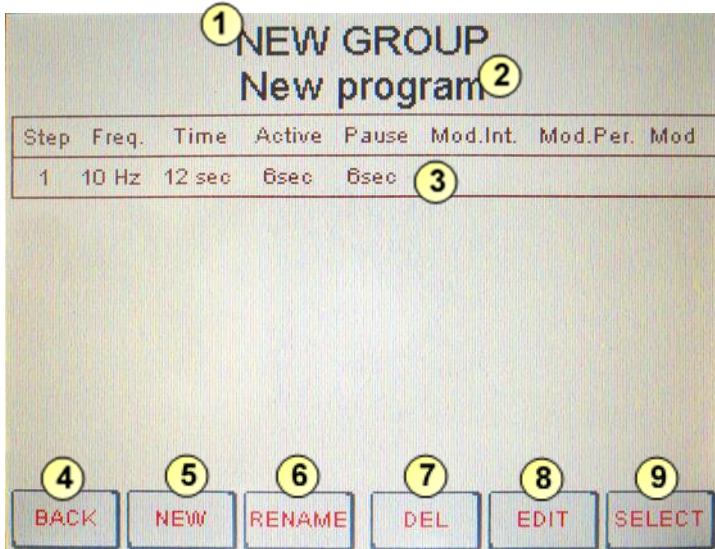 1 NEW GROUP
New program 2
Step Freq. Time Active Pause Mod.Int. Mod.Per. Mod
1 10 Hz 12 sec 6sec 6sec 3
4 5 6 7 8 9
BACK NEW RENAME DEL EDIT SELECT